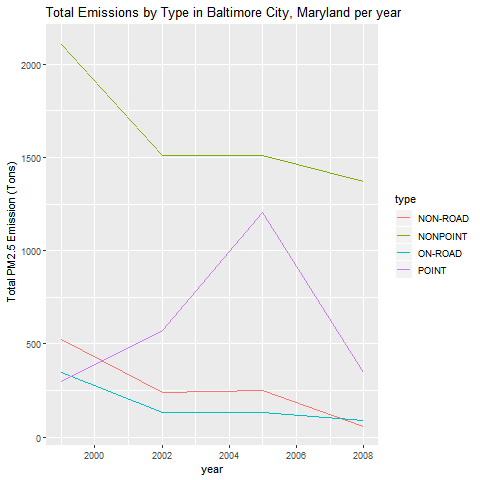 Total Emissions by Type in Baltimore City, Maryland per year
Total PM2.5 Emission (Tons)
2000
1500
1000
500
0
2000
2002
2004
2006
2008
year
type
NON-ROAD
NONPOINT
ON-ROAD
POINT